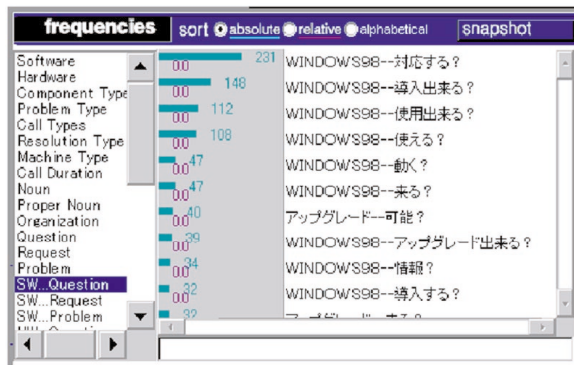 frequencies sort absolute relative alphabetical snapshot
Software
Hardware
Component Type
Problem Type
Call Types
Resolution Type
Machine Type
Call Duration
Noun
Proper Noun
Organization
Question
Request
Problem
SW...Question
SW...Request
SW...Problem
231 WINDOWS98--対応する?
0.0
148 WINDOWS98--導入出来る?
0.0
112 WINDOWS98--使用出来る?
0.0
108 WINDOWS98--使える?
0.0
47 WINDOWS98--動く?
0.0
47 WINDOWS98--来る?
0.0
40 アップグレード--可能?
0.0
39 WINDOWS98--アップグレード出来る?
0.0
34 WINDOWS98--情報?
0.0
32 WINDOWS98--導入する?
0.0
32